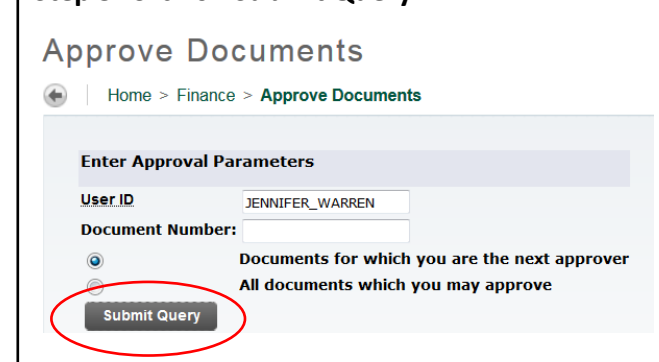 Approve Documents
Home > Finance > Approve Documents
Enter Approval Parameters
User ID JENNIFER_WARREN
Document Number:
Documents for which you are the next approver
All documents which you may approve
Submit Query